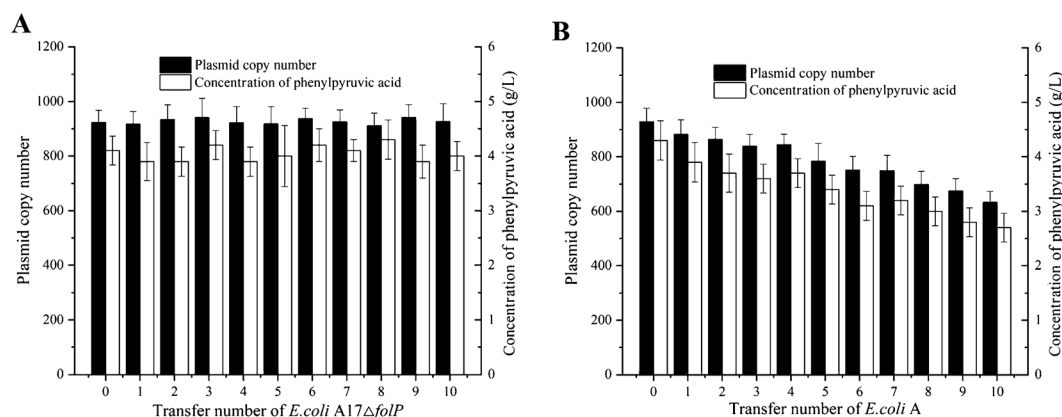 A
1200
1000
800
600
400
200
0
Plasmid copy number
Plasmid copy number
Concentration of phenylpyruvic acid
6
5
4
3
2
1
0
Concentration of phenylpyruvic acid (g/L)
0 1 2 3 4 5 6 7 8 9 10
Transfer number of E.coli A17△folP
B
1200
1000
800
600
400
200
0
Plasmid copy number
Plasmid copy number
Concentration of phenylpyruvic acid
6
5
4
3
2
1
0
Concentration of phenylpyruvic acid (g/L)
0 1 2 3 4 5 6 7 8 9 10
Transfer number of E.coli A